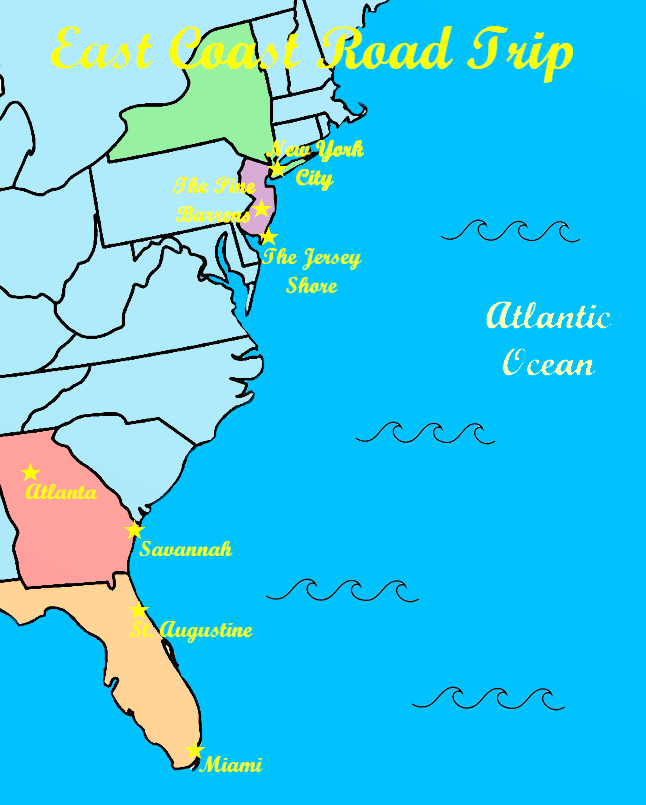 East Coast Road Trip
New York
City
The Pine
Barrens
The Jersey
Shore
Atlantic
Ocean
Atlanta
Savannah
St. Augustine
Miami